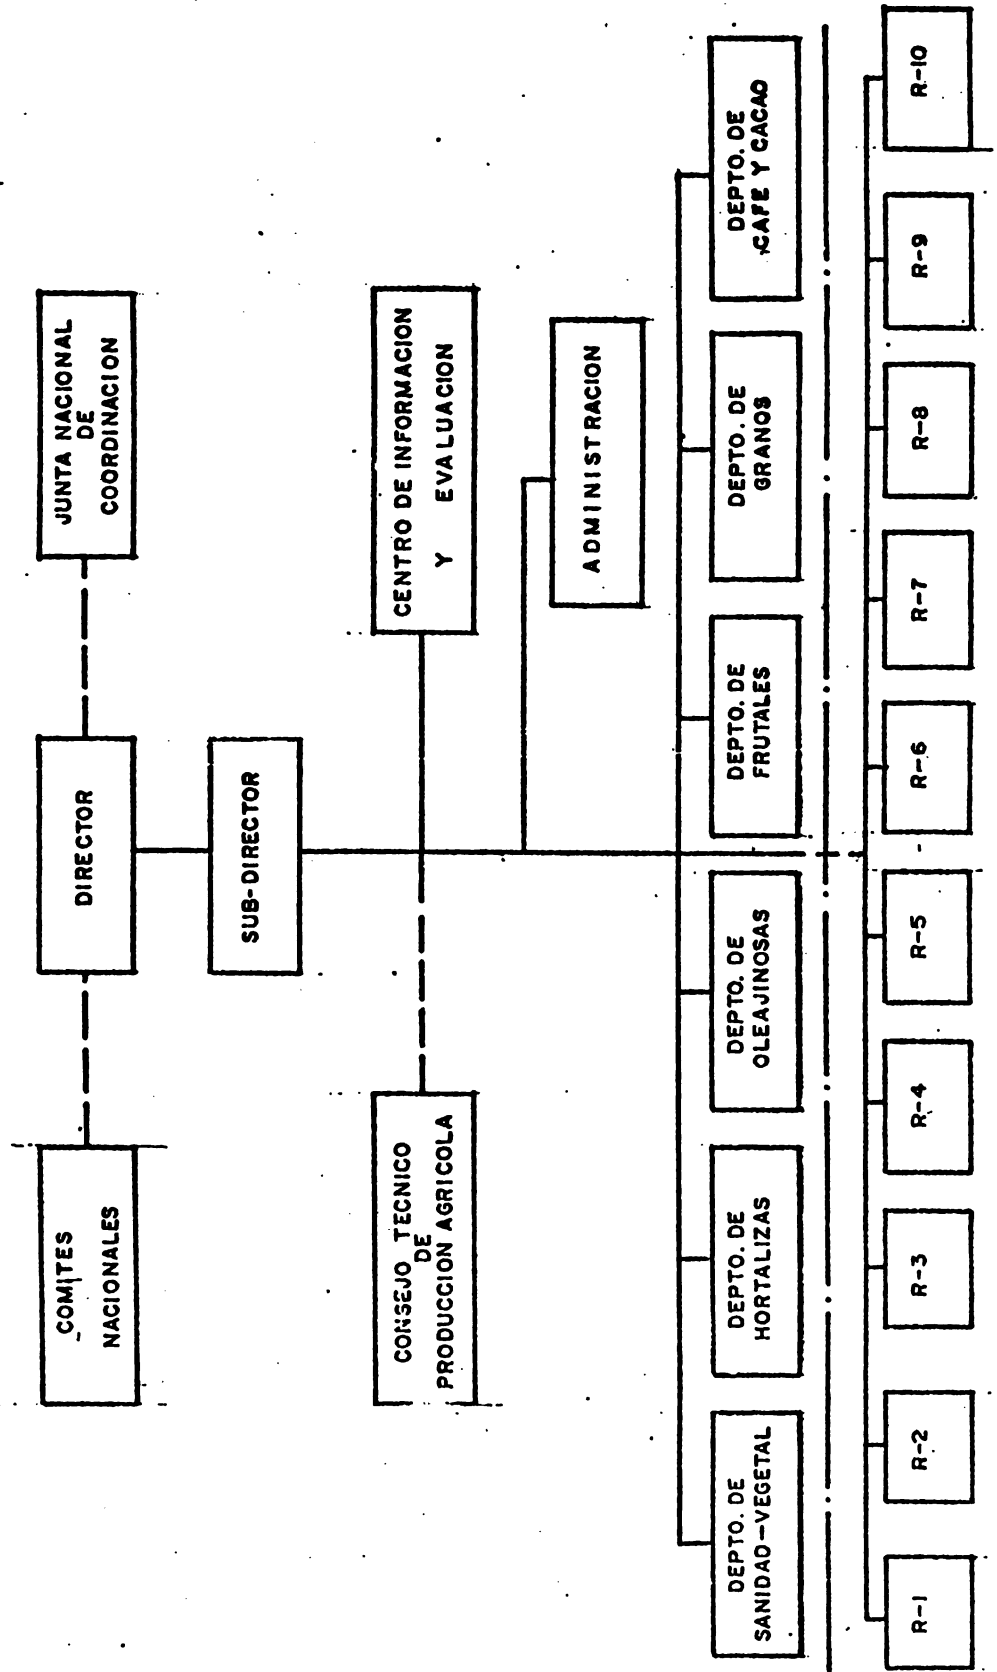 COMITES
NACIONALES
DIRECTOR
JUNTA NACIONAL
DE
COORDINACION
SUB-DIRECTOR
CONSEJO TECNICO
DE
PRODUCCION AGRICOLA
CENTRO DE INFORMACION
Y EVALUACION
ADMINISTRACION
DEPTO. DE
SANIDAD-VEGETAL
DEPTO. DE
HORTALIZAS
DEPTO. DE
OLEAJINOSAS
DEPTO. DE
FRUTALES
DEPTO. DE
GRANOS
DEPTO. DE
CAFE Y CACAO
R-1
R-2
R-3
R-4
R-5
R-6
R-7
R-8
R-9
R-10